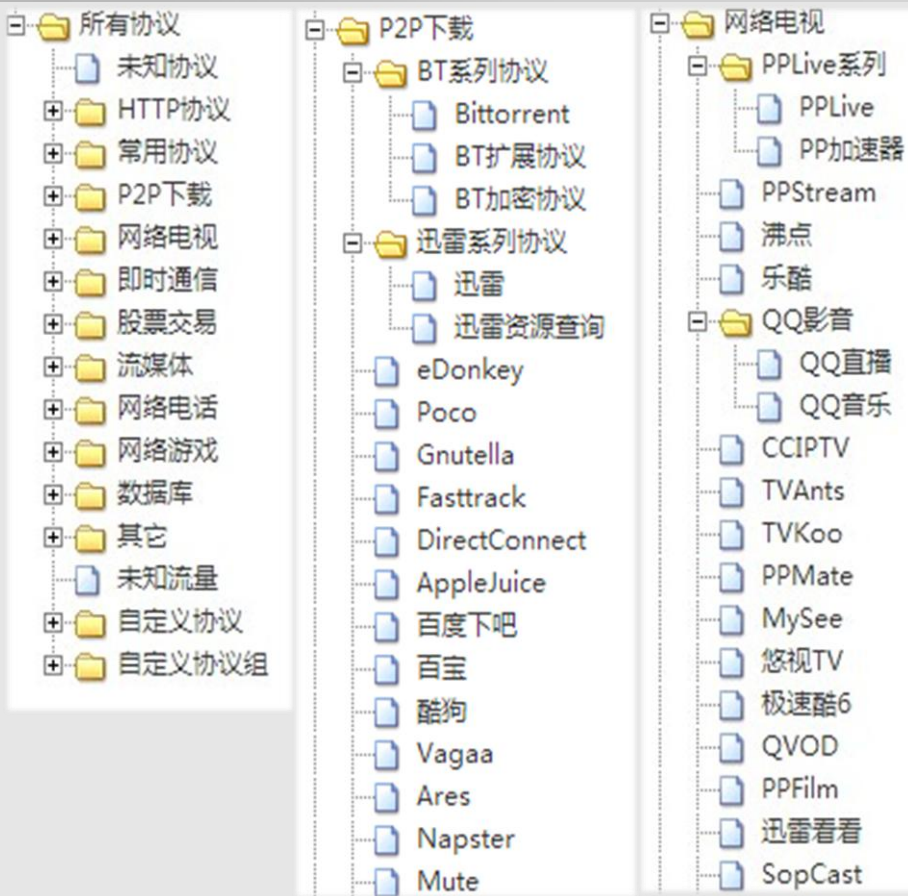 所有协议
未知协议
HTTP协议
常用协议
P2P下载
网络电视
即时通信
股票交易
流媒体
网络电话
网络游戏
数据库
其它
未知流量
自定义协议
自定义协议组
P2P下载
BT系列协议
Bittorrent
BT扩展协议
BT加密协议
迅雷系列协议
迅雷
迅雷资源查询
eDonkey
Poco
Gnutella
Fasttrack
DirectConnect
AppleJuice
百度下吧
百宝
酷狗
Vagaa
Ares
Napster
Mute
网络电视
PPLive系列
PPLive
PP加速器
PPStream
沸点
乐酷
QQ影音
QQ直播
QQ音乐
CCIPTV
TVAnts
TVKoo
PPMate
MySee
悠视TV
极速酷6
QVOD
PPFilm
迅雷看看
SopCast